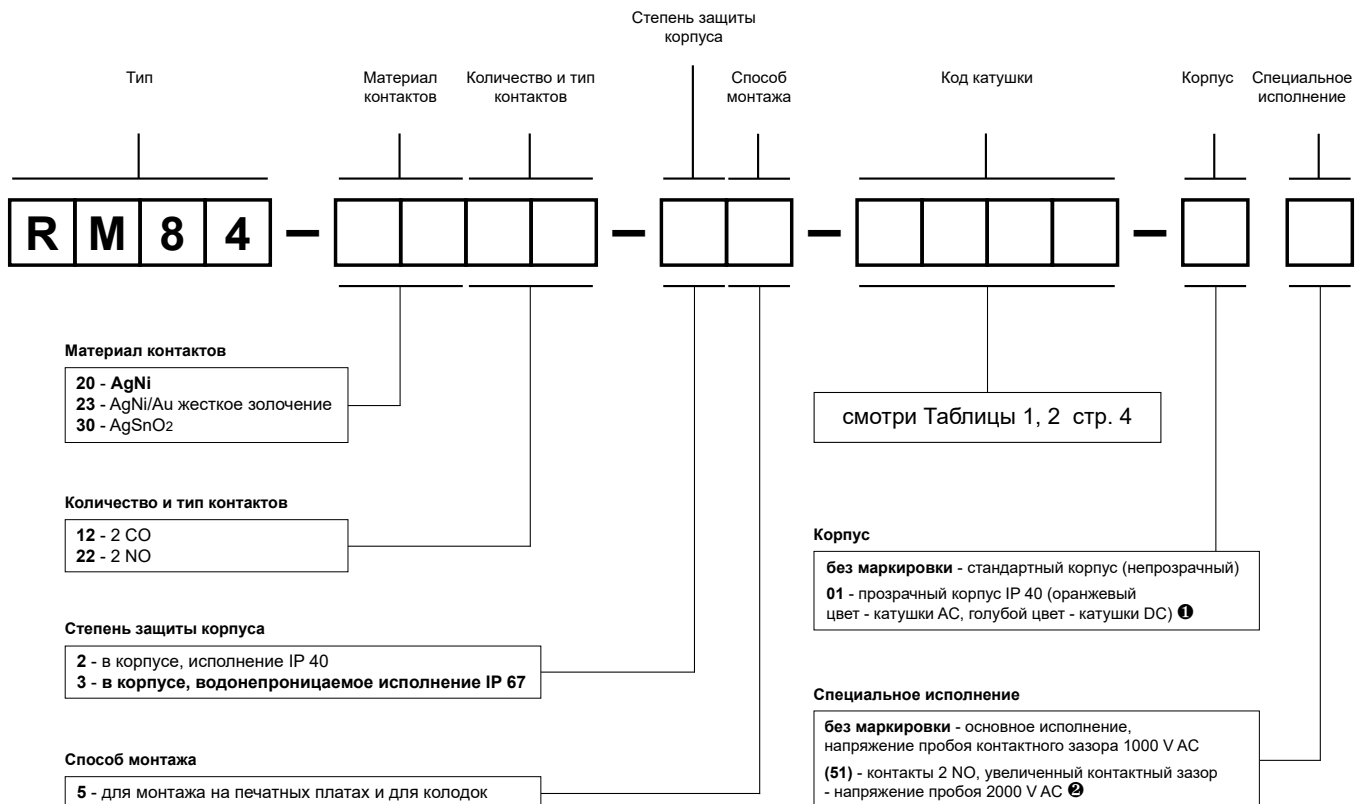 Степень защиты
корпуса
Тип
Материал
контактов
Количество и тип
контактов
Способ
монтажа
Код катушки
Корпус
Специальное
исполнение
R M 8 4 – – – –
Материал контактов
20 - AgNi
23 - AgNi/Au жесткое золочение
30 - AgSnO2
Количество и тип контактов
12 - 2 CO
22 - 2 NO
Степень защиты корпуса
2 - в корпусе, исполнение IP 40
3 - в корпусе, водонепроницаемое исполнение IP 67
Способ монтажа
5 - для монтажа на печатных платах и для колодок
смотри Таблицы 1, 2 стр. 4
Корпус
без маркировки - стандартный корпус (непрозрачный)
01 - прозрачный корпус IP 40 (оранжевый
цвет - катушки AC, голубой цвет - катушки DC) ❶
Специальное исполнение
без маркировки - основное исполнение,
напряжение пробоя контактного зазора 1000 V AC
(51) - контакты 2 NO, увеличенный контактный зазор
- напряжение пробоя 2000 V AC ❷